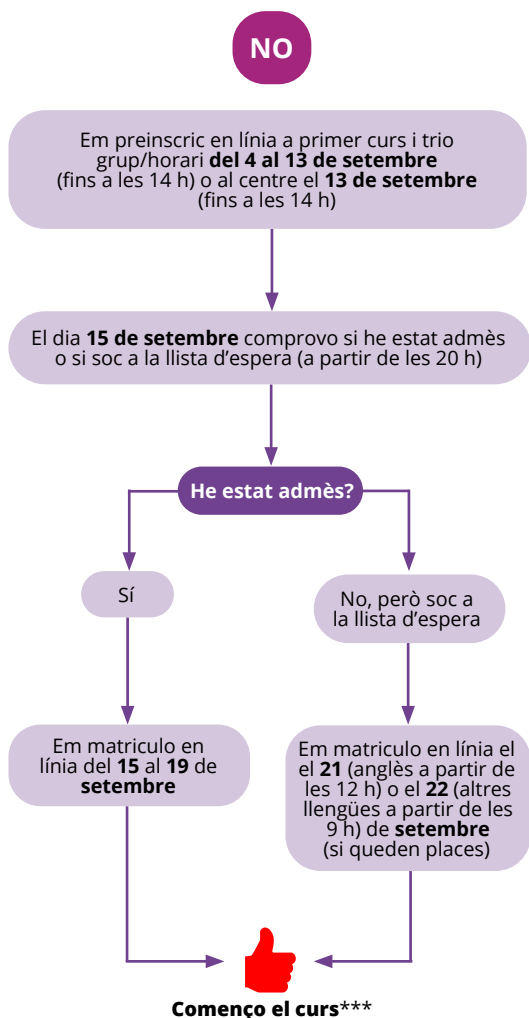 NO
Em preinscric en línia a primer curs i trio
grup/horari del 4 al 13 de setembre
(fins a les 14 h) o al centre el 13 de setembre
(fins a les 14 h)
El dia 15 de setembre comprovo si he estat admès
o si soc a la llista d’espera (a partir de les 20 h)
He estat admès?
Sí
No, però soc a
la llista d’espera
Em matriculo en
línia del 15 al 19 de
setembre
Em matriculo en línia el
el 21 (anglès a partir de
les 12 h) o el 22 (altres
llengües a partir de les
9 h) de setembre
(si queden places)
Començo el curs***